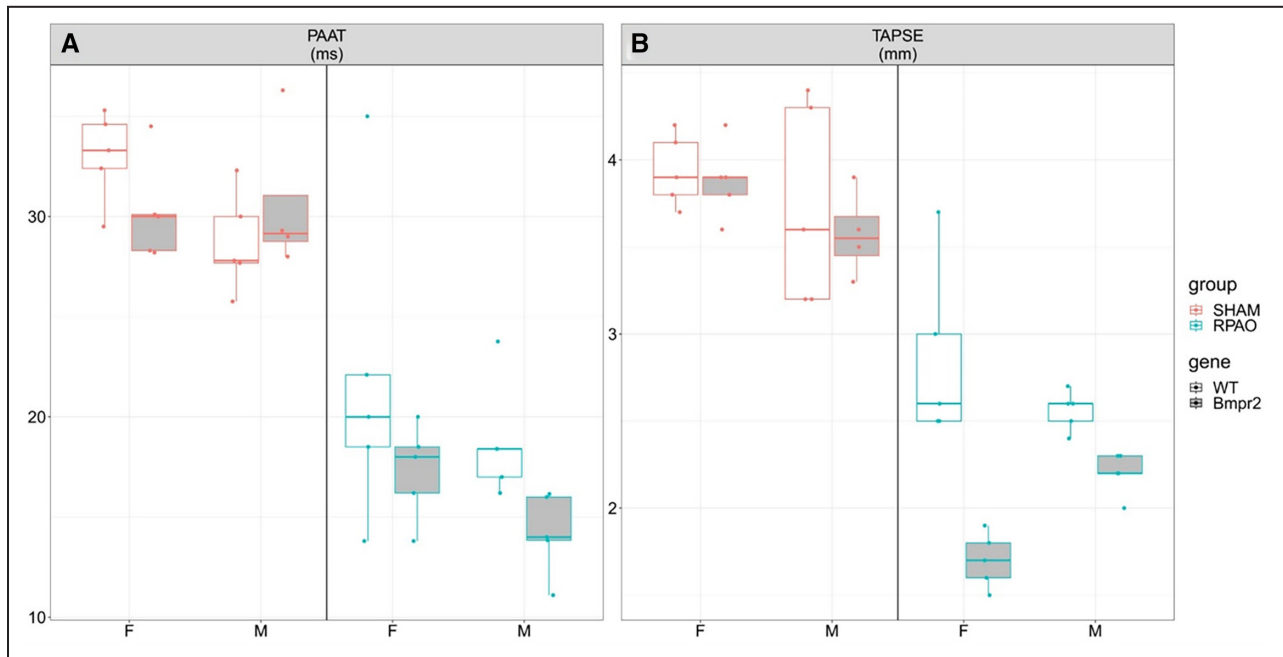 A
PAAT
(ms)
B
TAPSE
(mm)
30
20
10
F
M
F
M
4
3
2
F
M
F
M
group
SHAM
RPAO
gene
WT
Bmpr2